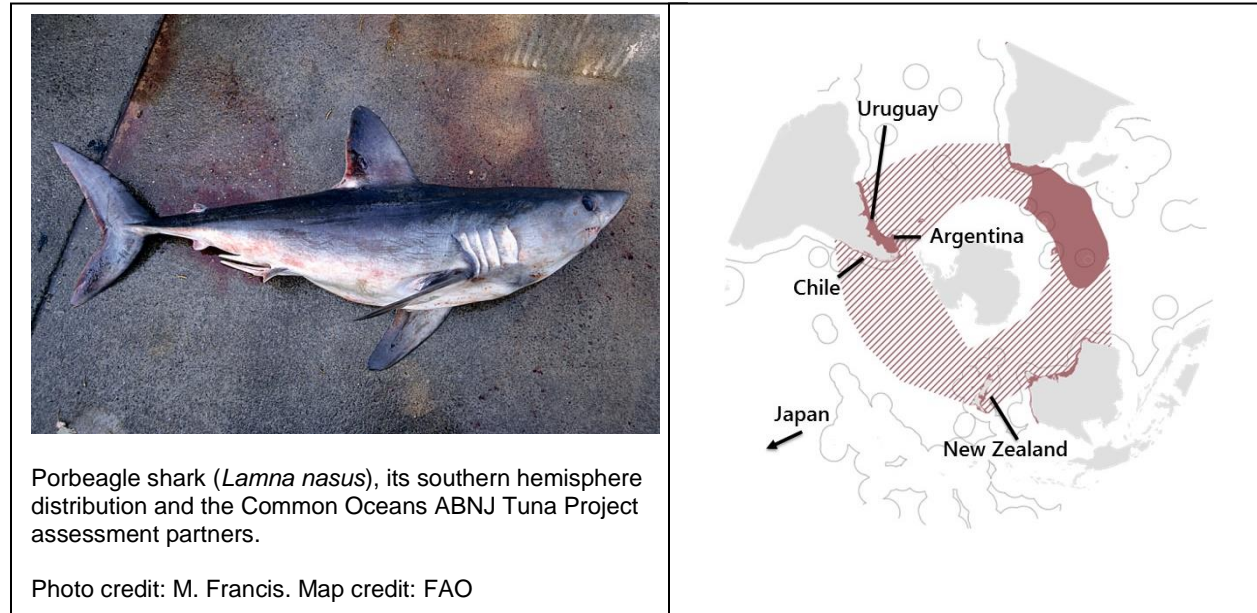 Porbeagle shark (Lamna nasus), its southern hemisphere
distribution and the Common Oceans ABNJ Tuna Project
assessment partners.
Photo credit: M. Francis. Map credit: FAO
Uruguay
Argentina
Chile
Japan
New Zealand